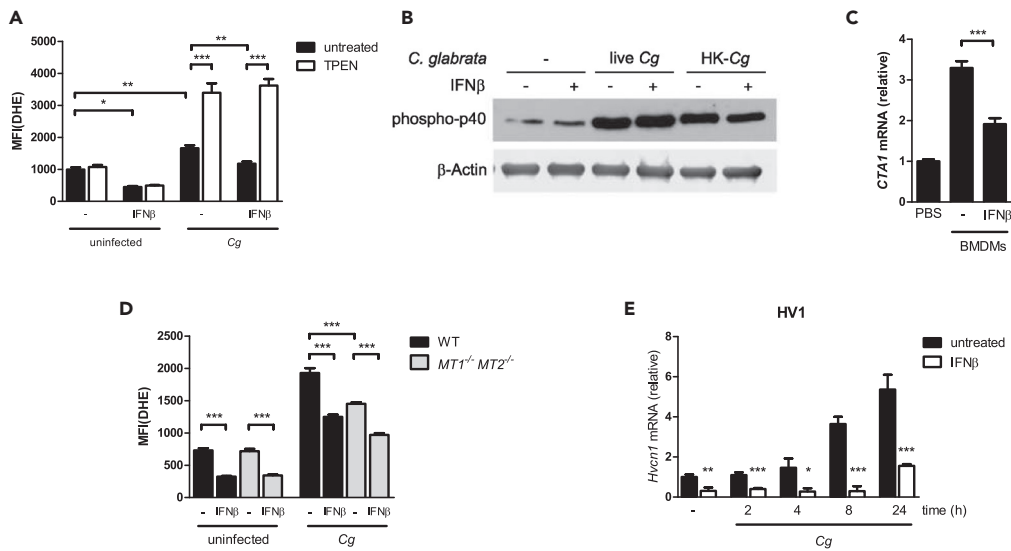 A
MFI(DHE)
5000
4000
3000
2000
1000
0
**
***
***
**
*
untreated
TPEN
- IFNβ - IFNβ
uninfected Cg
B
C. glabrata - live Cg HK-Cg
IFNβ - + - + - +
phospho-p40
β-Actin
C
CTA1 mRNA (relative)
4
3
2
1
0
***
PBS - IFNβ
BMDMs
D
MFI(DHE)
2500
2000
1500
1000
500
0
***
*** ***
*** ***
WT
MT1-/- MT2-/-
- IFNβ - IFNβ - IFNβ - IFNβ
uninfected Cg
E
HV1
Hvcn1 mRNA (relative)
8
6
4
2
0
untreated
IFNβ
** *** * *** ***
- 2 4 8 24 time (h)
Cg